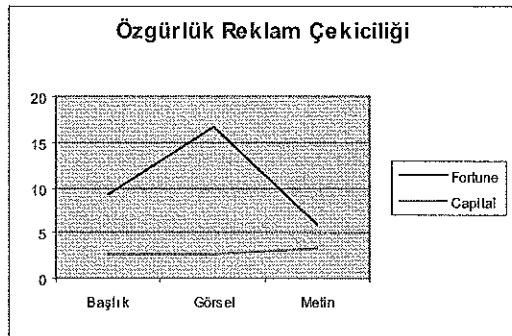 Özgürlük Reklam Çekiciliği
20
15
10
5
0
Başlık Görsel Metin
Fortune
Capital